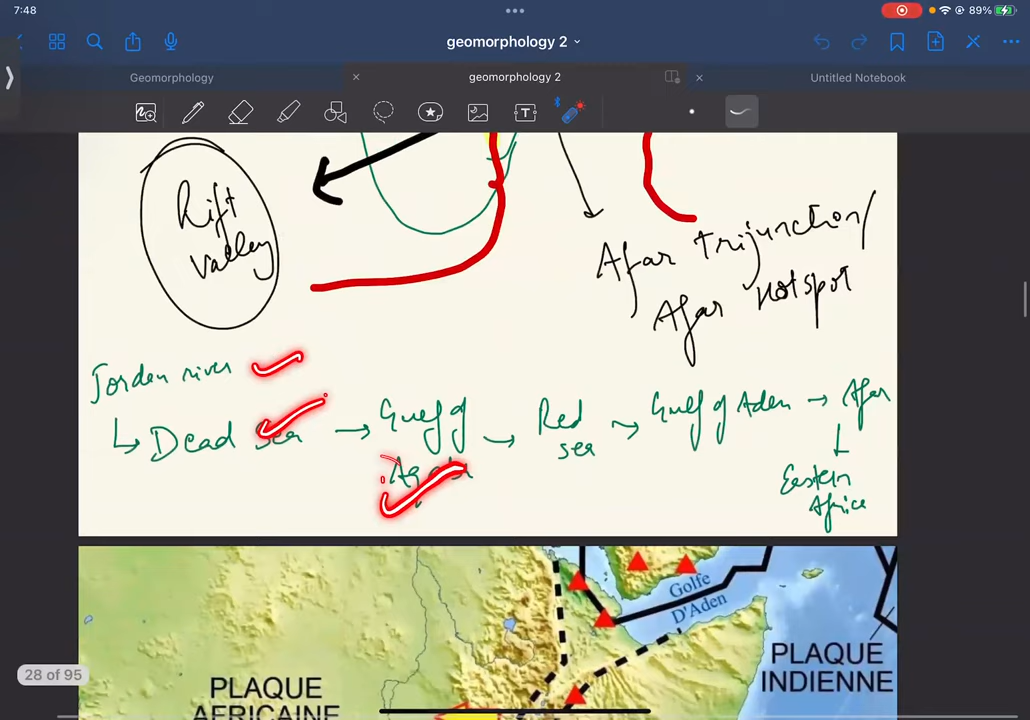 7:48
89%
geomorphology 2
Geomorphology
geomorphology 2
Untitled Notebook
Rift
valley
Afar Trijunction/
Afar Hotspot
Jorden river
↳ Dead Sea → Gulf of Aqaba → Red sea → Gulf of Aden → Afar
↓
Eastern
Africa
Golfe
D'Aden
PLAQUE
INDIENNE
PLAQUE
AFRICAINE
28 of 95